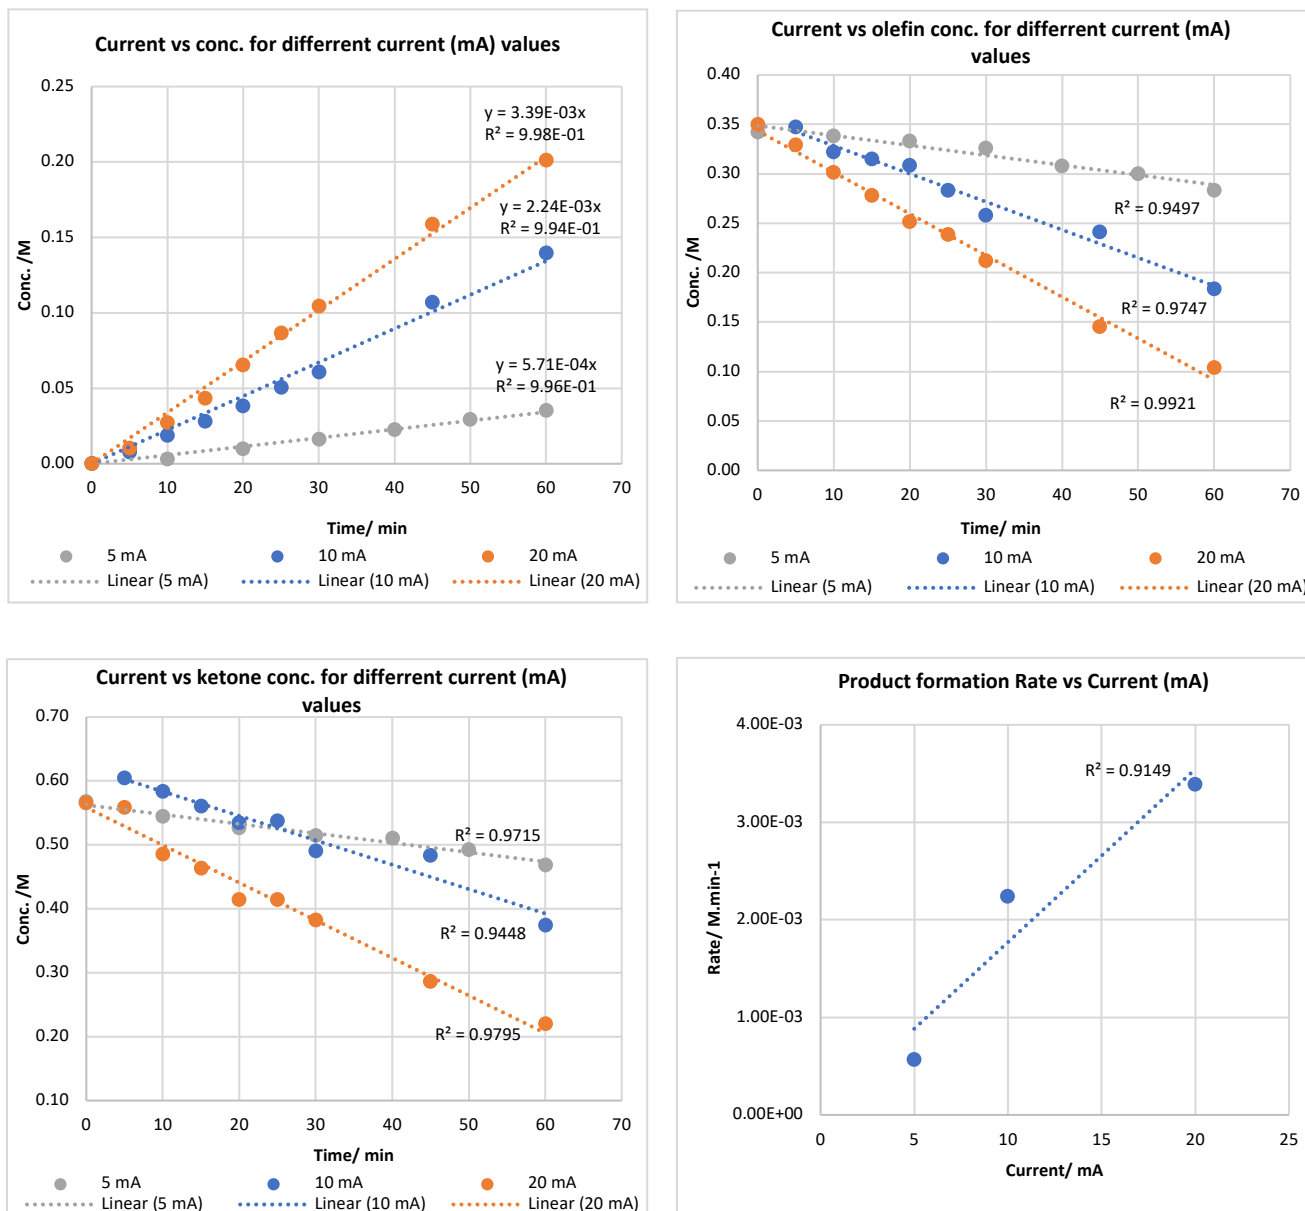 Current vs conc. for differrent current (mA) values
0.25
0.20
0.15
0.10
0.05
0.00
Conc. /M
y = 3.39E-03x
R² = 9.98E-01
y = 2.24E-03x
R² = 9.94E-01
y = 5.71E-04x
R² = 9.96E-01
0 10 20 30 40 50 60 70
Time/ min
5 mA 10 mA 20 mA
Linear (5 mA) Linear (10 mA) Linear (20 mA)
Current vs olefin conc. for different current (mA)
values
0.40
0.35
0.30
0.25
0.20
0.15
0.10
0.05
0.00
Conc. /M
R² = 0.9497
R² = 0.9747
R² = 0.9921
0 10 20 30 40 50 60 70
Time/ min
5 mA 10 mA 20 mA
Linear (5 mA) Linear (10 mA) Linear (20 mA)
Current vs ketone conc. for different current (mA)
values
0.70
0.60
0.50
0.40
0.30
0.20
0.10
Conc. /M
R² = 0.9715
R² = 0.9448
R² = 0.9795
0 10 20 30 40 50 60 70
Time/ min
5 mA 10 mA 20 mA
Linear (5 mA) Linear (10 mA) Linear (20 mA)
Product formation Rate vs Current (mA)
4.00E-03
3.00E-03
2.00E-03
1.00E-03
0.00E+00
Rate/ M.min-1
R² = 0.9149
0 5 10 15 20 25
Current/ mA